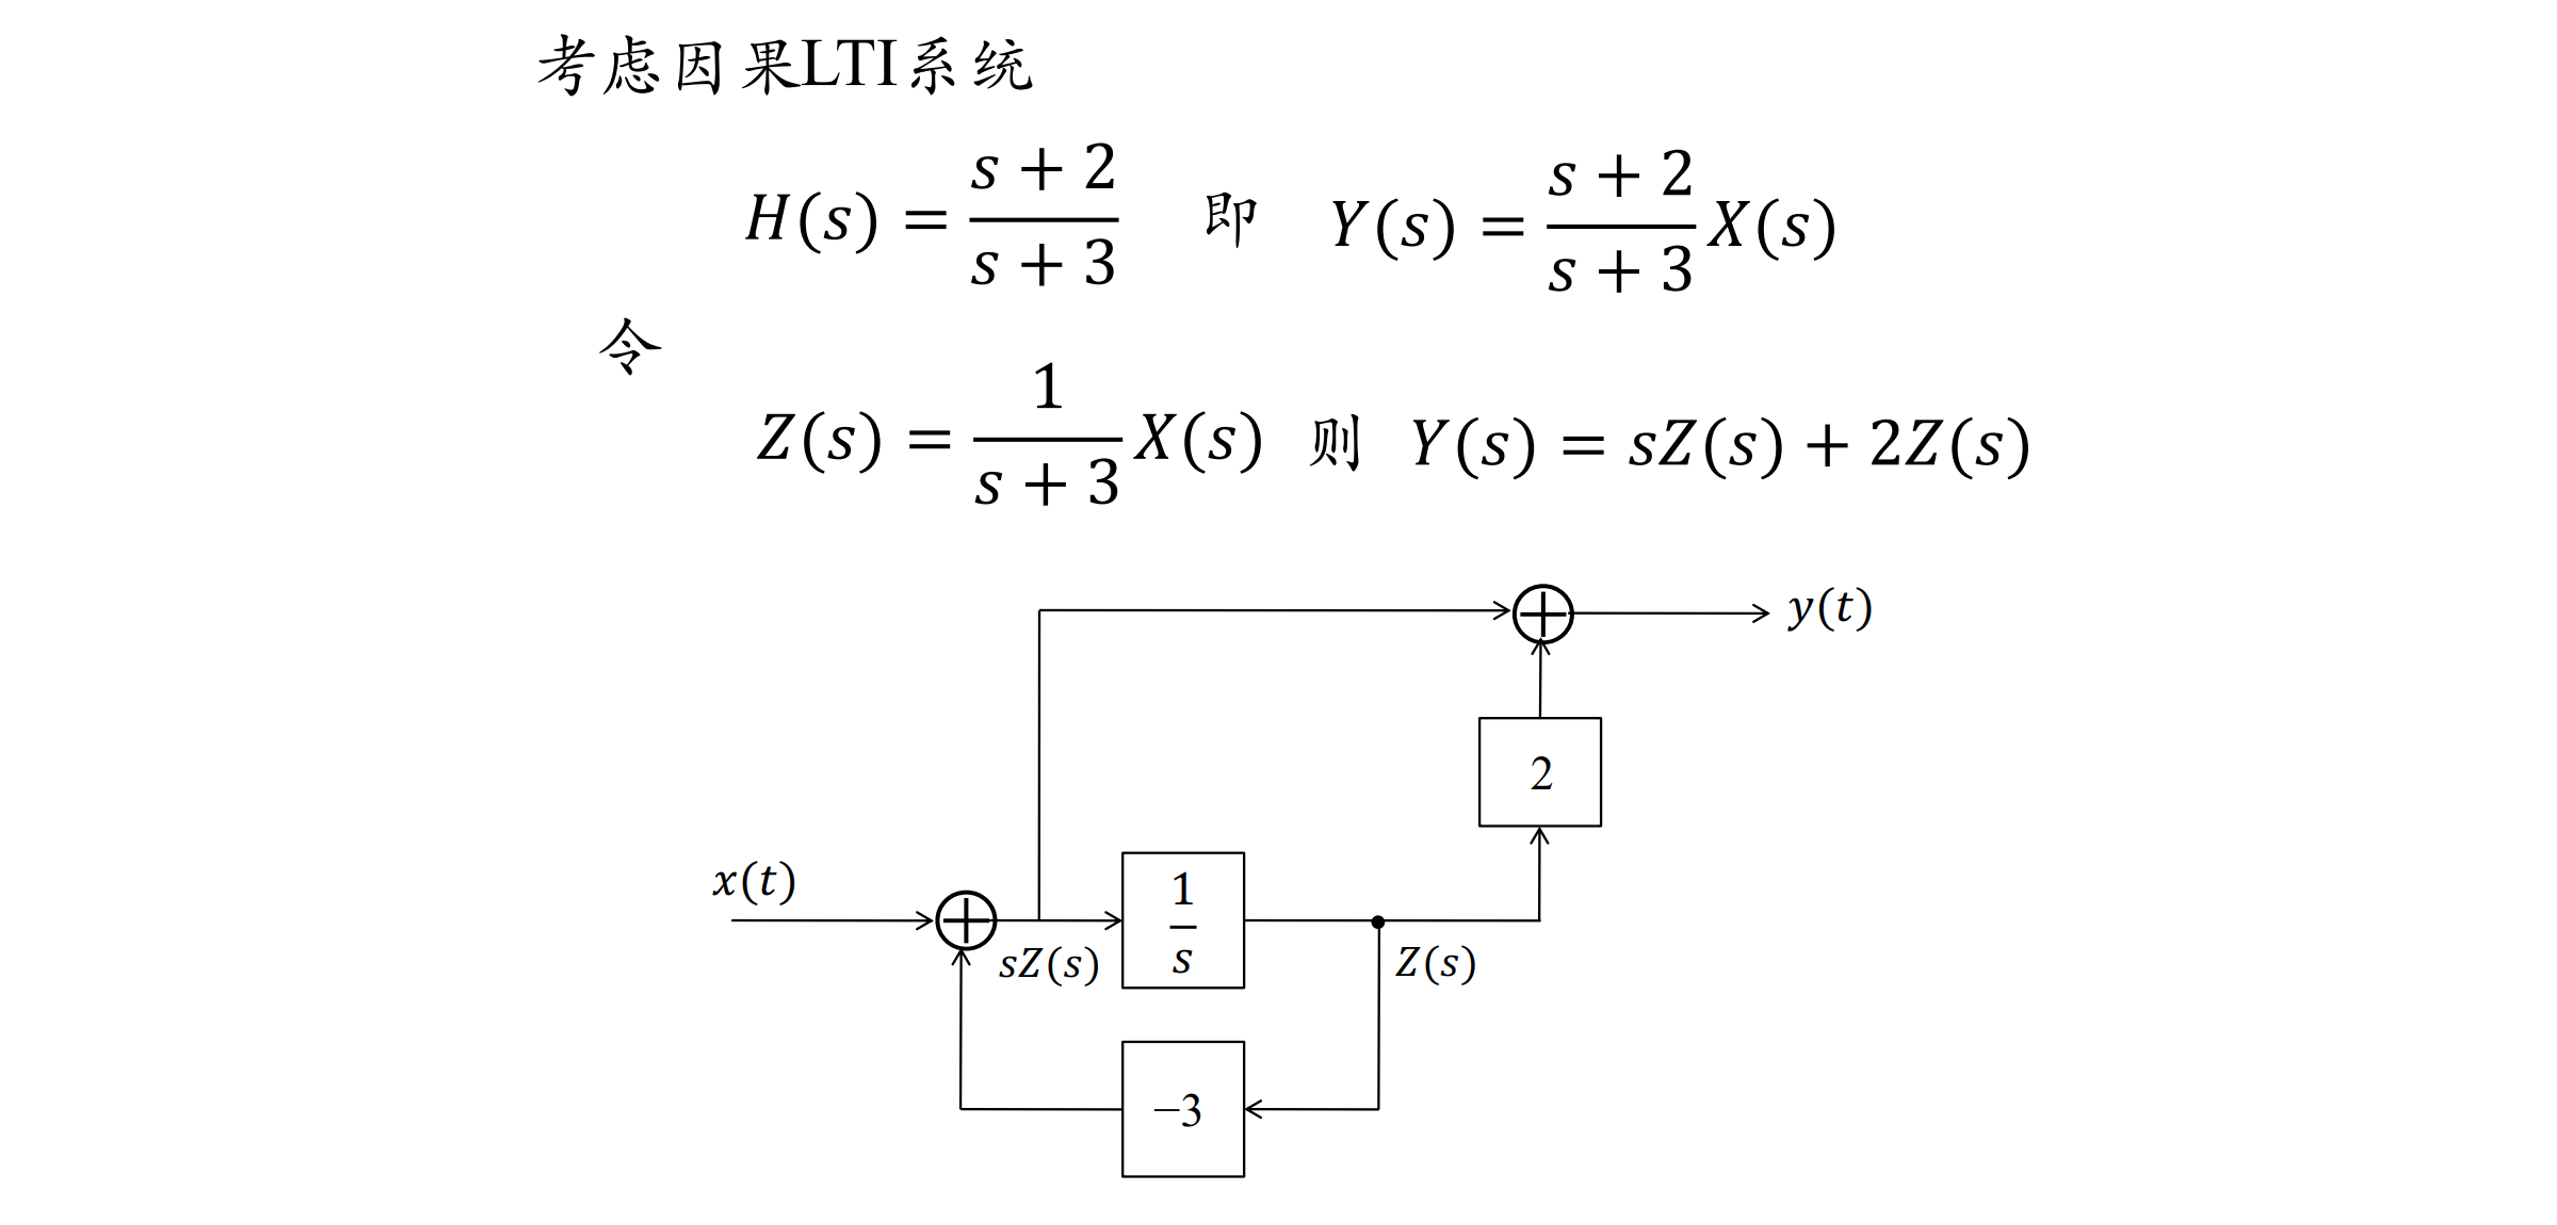 考虑因果LTI系统
H(s) = \frac{s + 2}{s + 3} 即 Y(s) = \frac{s + 2}{s + 3} X(s)
令
Z(s) = \frac{1}{s + 3} X(s) 则 Y(s) = sZ(s) + 2Z(s)
y(t)
2
x(t)
\frac{1}{s}
sZ(s)
Z(s)
−3